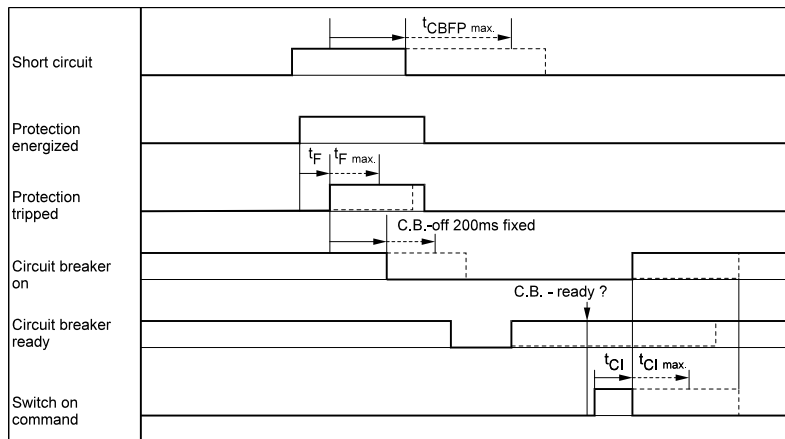 tCBFP max.
Short circuit
Protection
energized
tF tF max.
Protection
tripped
C.B.-off 200ms fixed
Circuit breaker
on
C.B. - ready ?
Circuit breaker
ready
tCI tCI max.
Switch on
command